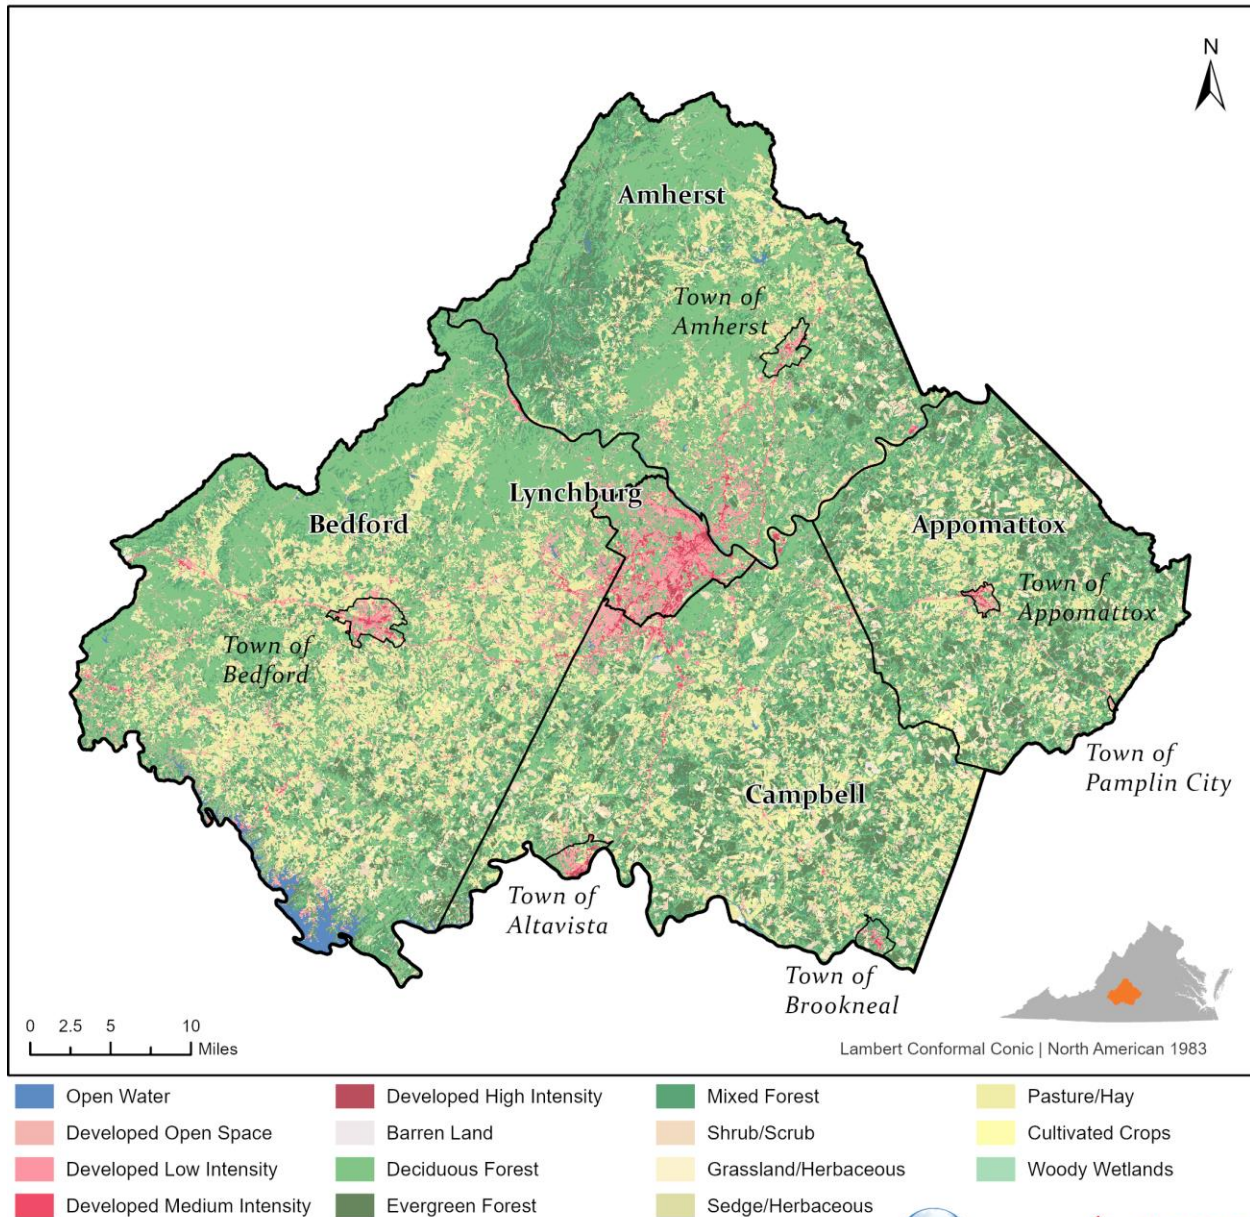 N
Amherst
Town of
Amherst
Lynchburg
Bedford
Appomattox
Town of
Appomattox
Town of
Bedford
Town of
Pamplin City
Campbell
Town of
Altavista
Town of
Brookneal
0 2.5 5 10
Miles
Lambert Conformal Conic | North American 1983
Open Water
Developed Open Space
Developed Low Intensity
Developed Medium Intensity
Developed High Intensity
Barren Land
Deciduous Forest
Evergreen Forest
Mixed Forest
Shrub/Scrub
Grassland/Herbaceous
Sedge/Herbaceous
Pasture/Hay
Cultivated Crops
Woody Wetlands